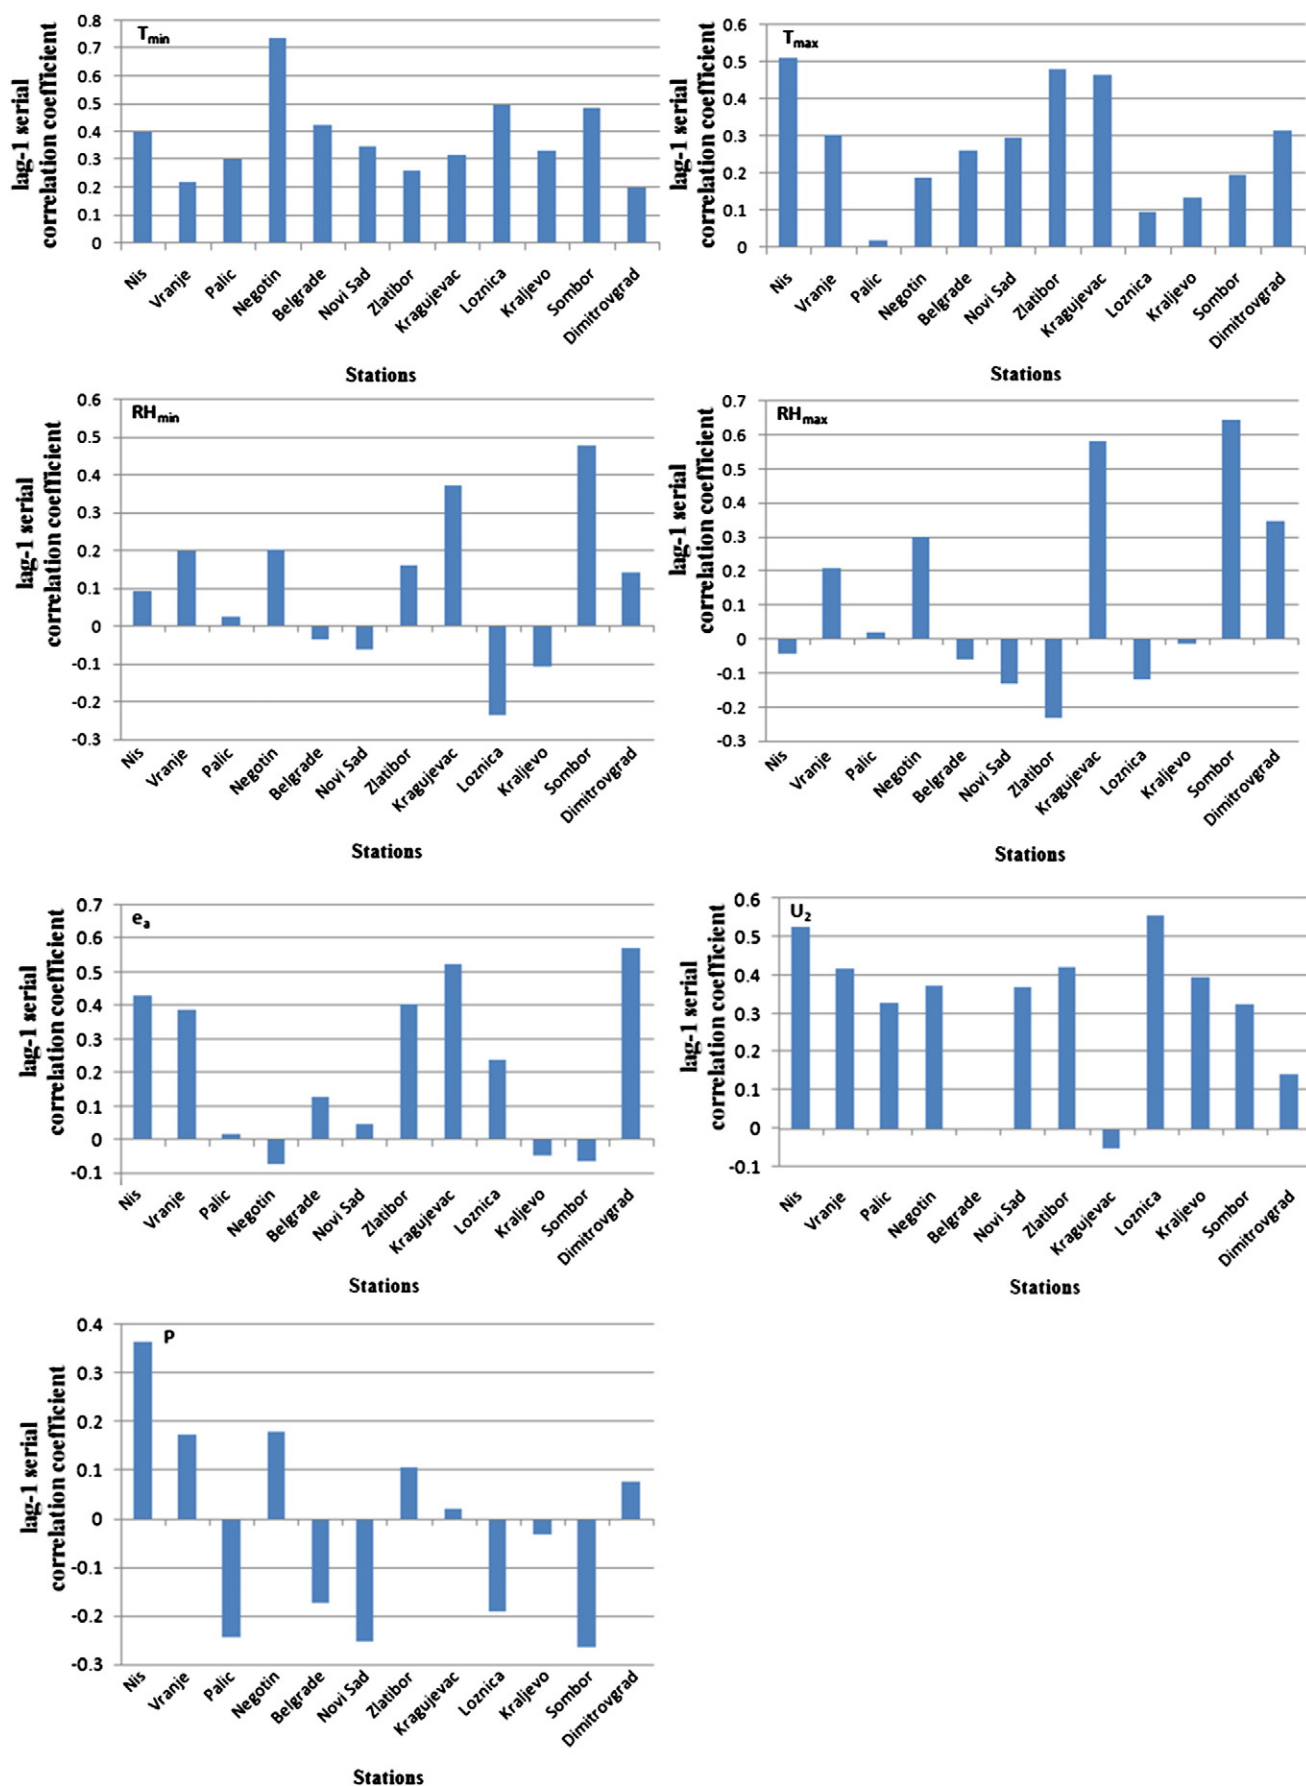 T_min
lag-1 serial
correlation coefficient
0.8
0.7
0.6
0.5
0.4
0.3
0.2
0.1
0
Nis
Vranje
Palic
Negotin
Belgrade
Novi Sad
Zlatibor
Kragujevac
Loznica
Kraljevo
Sombor
Dimitrovgrad
Stations
T_max
lag-1 serial
correlation coefficient
0.6
0.5
0.4
0.3
0.2
0.1
0
Nis
Vranje
Palic
Negotin
Belgrade
Novi Sad
Zlatibor
Kragujevac
Loznica
Kraljevo
Sombor
Dimitrovgrad
Stations
RH_min
lag-1 serial
correlation coefficient
0.6
0.5
0.4
0.3
0.2
0.1
0
-0.1
-0.2
-0.3
Nis
Vranje
Palic
Negotin
Belgrade
Novi Sad
Zlatibor
Kragujevac
Loznica
Kraljevo
Sombor
Dimitrovgrad
Stations
RH_max
lag-1 serial
correlation coefficient
0.7
0.6
0.5
0.4
0.3
0.2
0.1
0
-0.1
-0.2
-0.3
Nis
Vranje
Palic
Negotin
Belgrade
Novi Sad
Zlatibor
Kragujevac
Loznica
Kraljevo
Sombor
Dimitrovgrad
Stations
e_a
lag-1 serial
correlation coefficient
0.7
0.6
0.5
0.4
0.3
0.2
0.1
0
-0.1
Nis
Vranje
Palic
Negotin
Belgrade
Novi Sad
Zlatibor
Kragujevac
Loznica
Kraljevo
Sombor
Dimitrovgrad
Stations
U_2
lag-1 serial
correlation coefficient
0.6
0.5
0.4
0.3
0.2
0.1
0
-0.1
Nis
Vranje
Palic
Negotin
Belgrade
Novi Sad
Zlatibor
Kragujevac
Loznica
Kraljevo
Sombor
Dimitrovgrad
Stations
P
lag-1 serial
correlation coefficient
0.4
0.3
0.2
0.1
0
-0.1
-0.2
-0.3
Nis
Vranje
Palic
Negotin
Belgrade
Novi Sad
Zlatibor
Kragujevac
Loznica
Kraljevo
Sombor
Dimitrovgrad
Stations